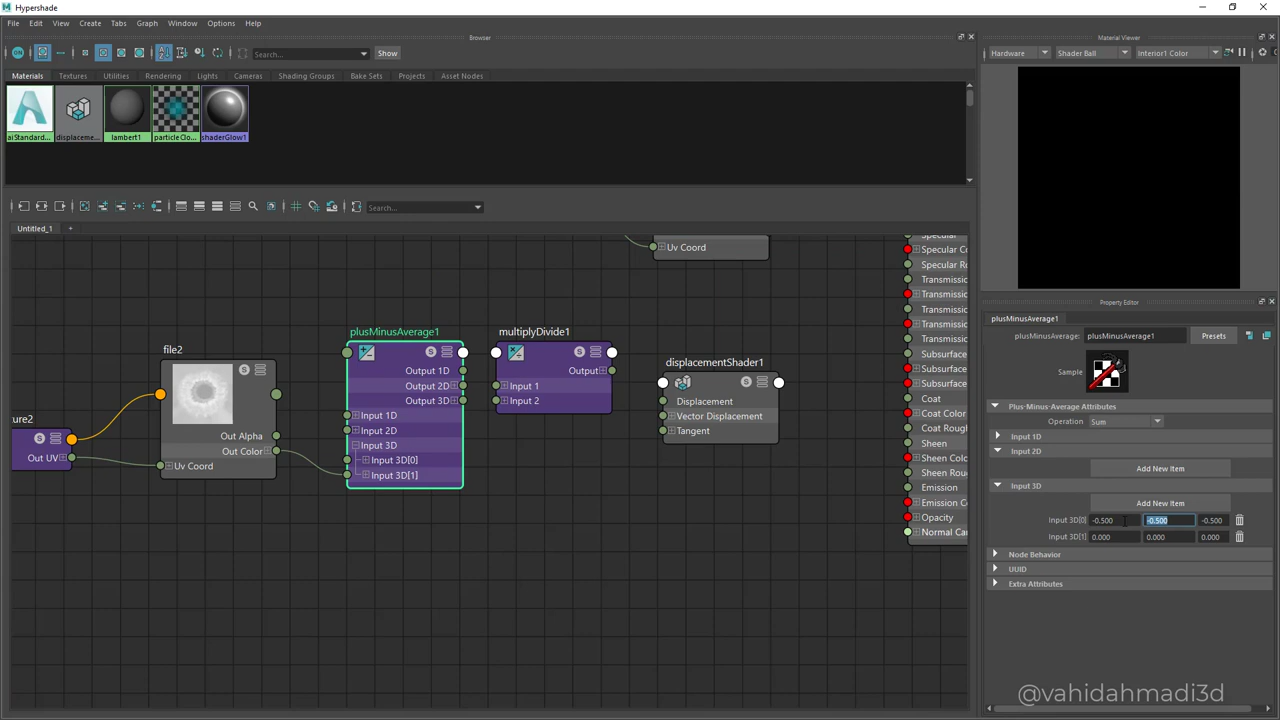 Hypershade
File Edit View Create Tabs Graph Window Options Help
Browser
Material Viewer
ON Search... Show
Hardware Shader Ball Interior1 Color
Materials Textures Utilities Rendering Lights Cameras Shading Groups Bake Sets Projects Asset Nodes
aiStandard... displaceme... lambert1 particleClo... shaderGlow1
Search...
Untitled_1 +
Uv Coord
Specular
Specular Co
Specular Ro
Transmissio
Transmissio
Transmissio
Transmissio
Transmissio
Subsurface
Subsurface
Subsurface
Coat
Coat Color
Coat Rough
Sheen
Sheen Color
Sheen Roug
Emission
Emission Co
Opacity
Normal Cam
ture2
Out UV
file2
Out Alpha
Out Color
Uv Coord
plusMinusAverage1
Output 1D
Output 2D
Output 3D
Input 1D
Input 2D
Input 3D
Input 3D[0]
Input 3D[1]
multiplyDivide1
Output
Input 1
Input 2
displacementShader1
Displacement
Vector Displacement
Tangent
Property Editor
plusMinusAverage1
plusMinusAverage: plusMinusAverage1 Presets
Sample
Plus-Minus-Average Attributes
Operation Sum
Input 1D
Input 2D
Add New Item
Input 3D
Add New Item
Input 3D[0] -0.500 -0.500 -0.500
Input 3D[1] 0.000 0.000 0.000
Node Behavior
UUID
Extra Attributes
@vahidahmadi3d